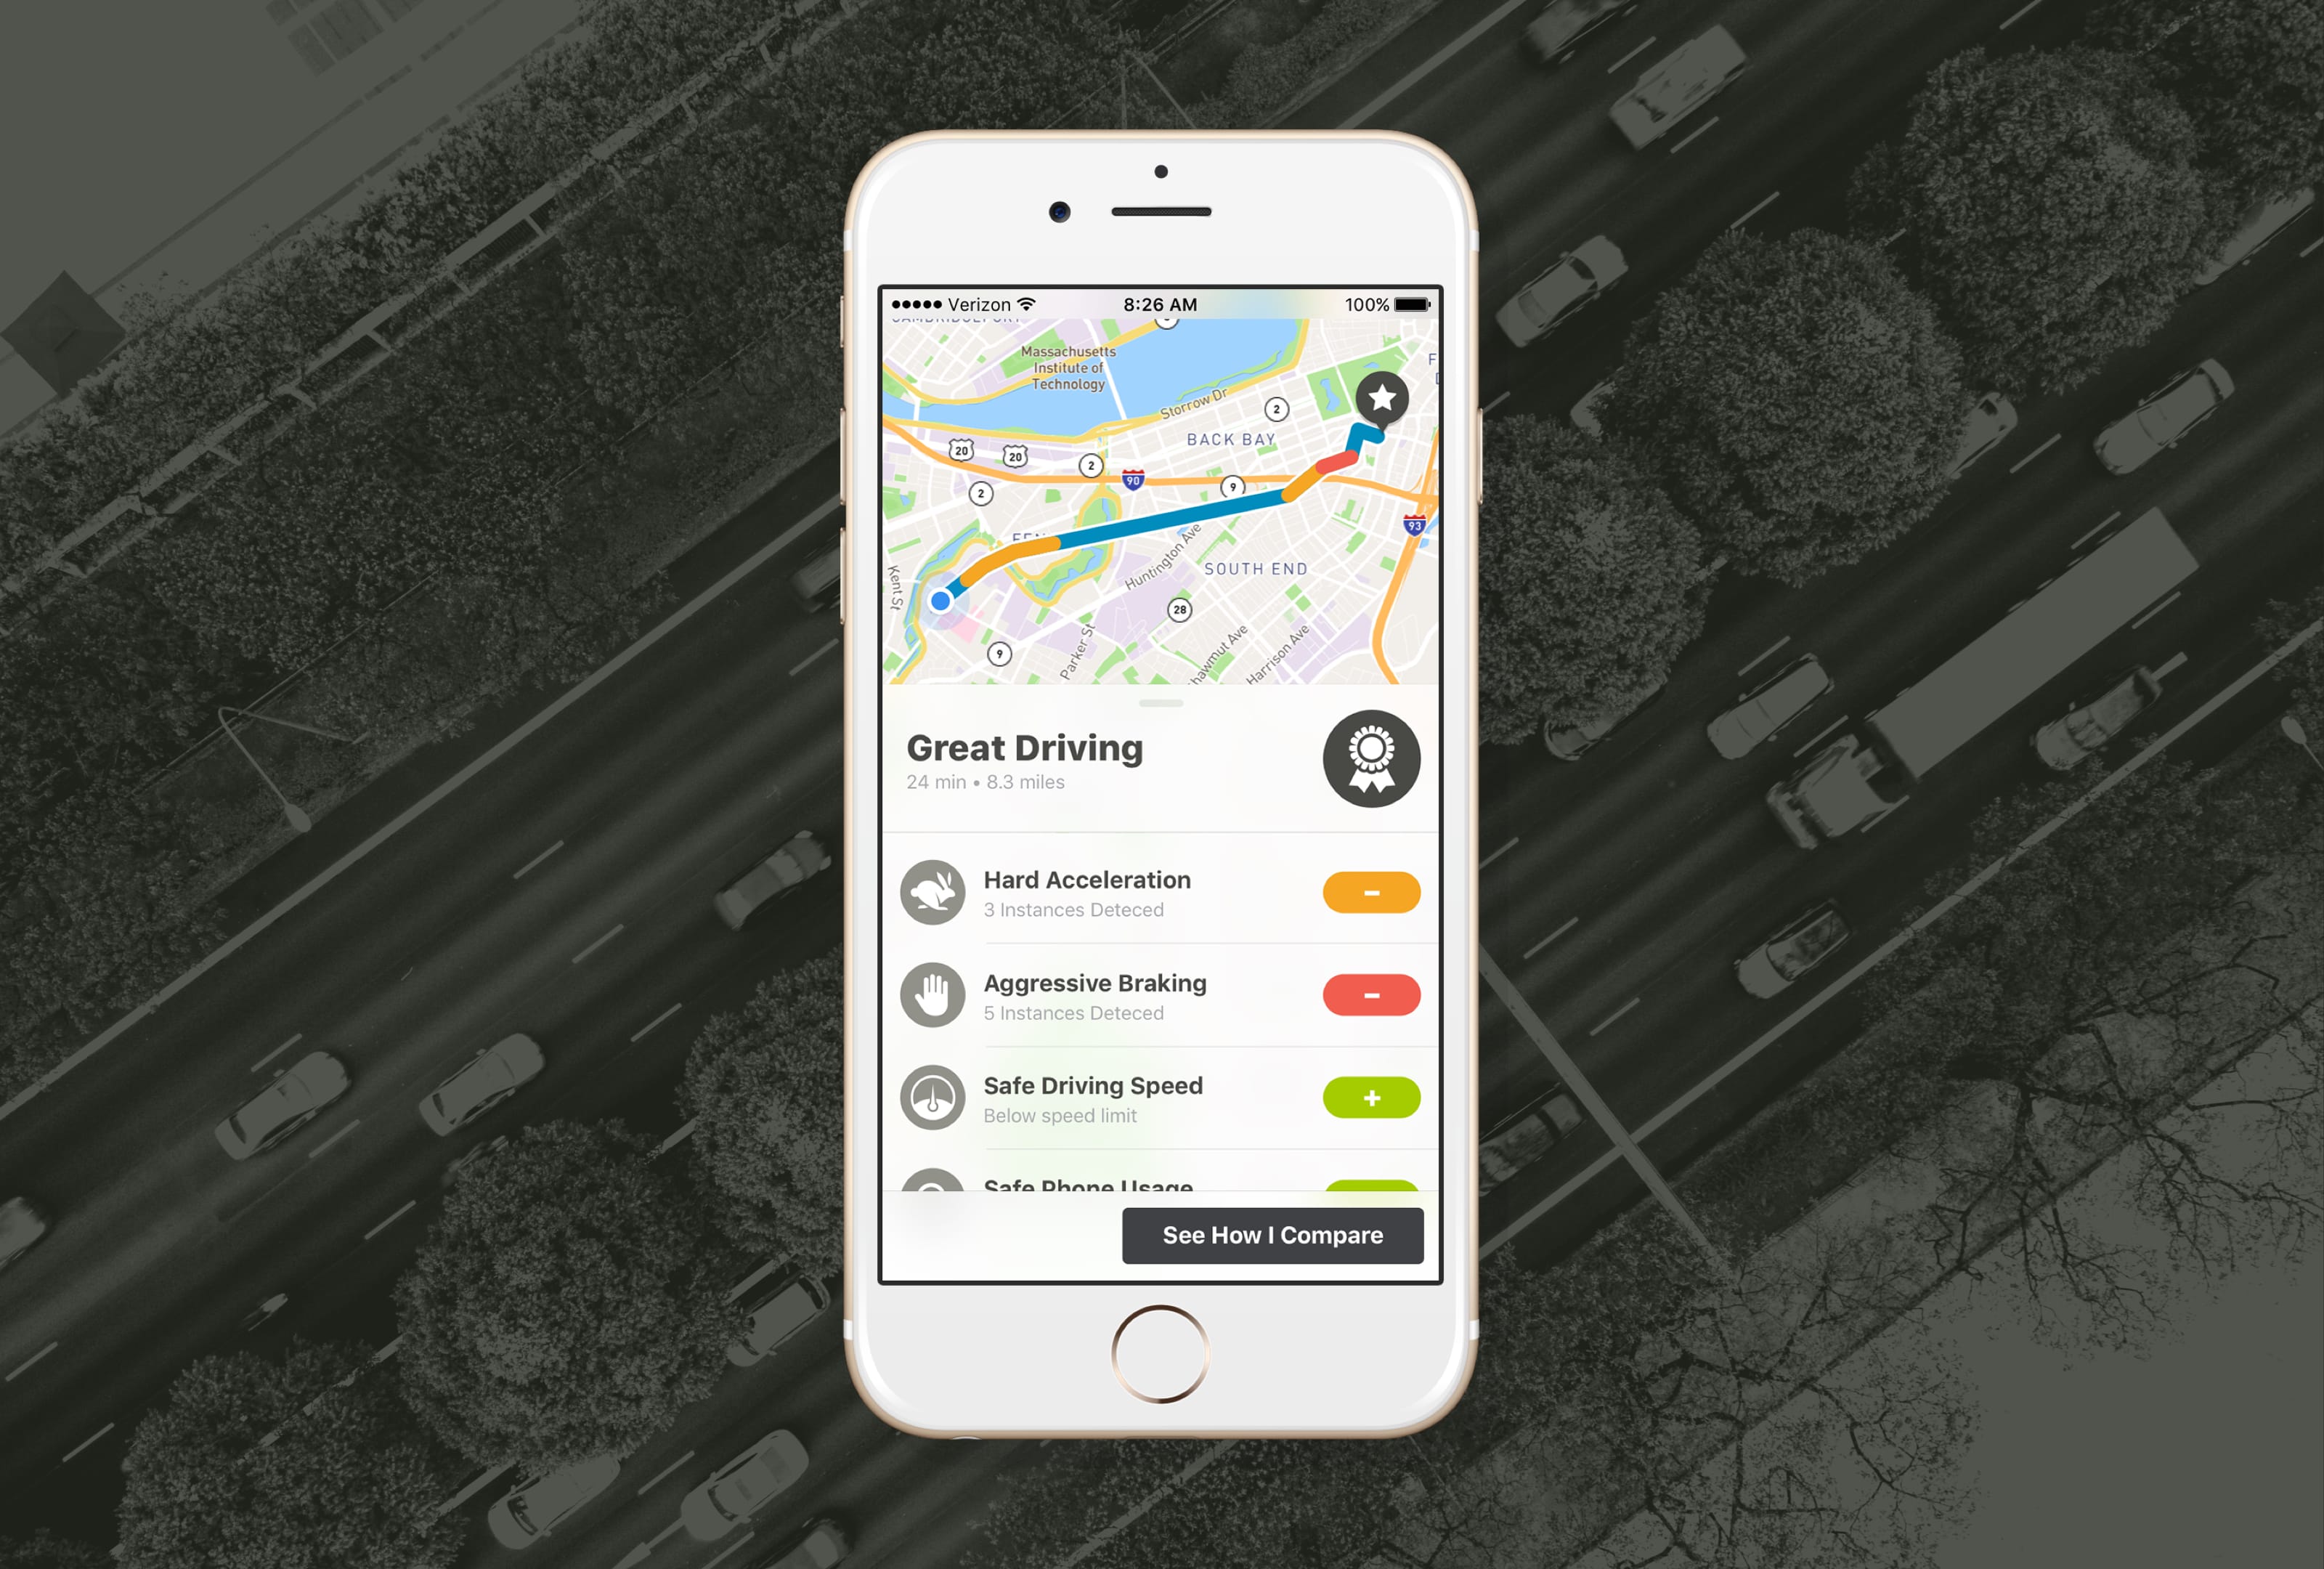 Verizon
8:26 AM
100%
Massachusetts
Institute of
Technology
Storrow Dr
2
BACK BAY
20
20
2
90
9
2
93
Huntington Ave
SOUTH END
Kent St
28
Parker St
Harrison Ave
9
Great Driving
24 min • 8.3 miles
Hard Acceleration
3 Instances Deteced
-
Aggressive Braking
5 Instances Deteced
-
Safe Driving Speed
Below speed limit
+
Safe Phone Usage
See How I Compare